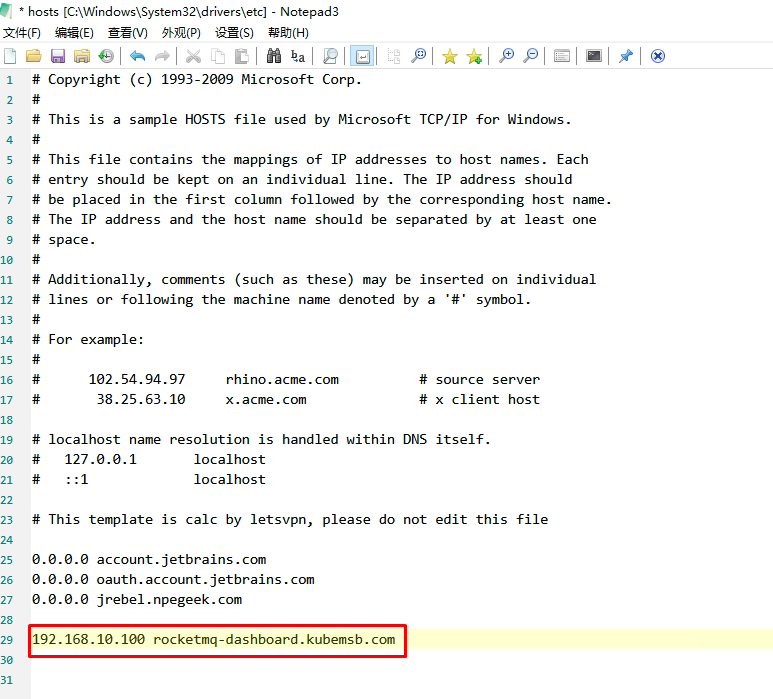 * hosts [C:\Windows\System32\drivers\etc] - Notepad3
文件(F) 编辑(E) 查看(V) 外观(P) 设置(S) 帮助(H)
1 # Copyright (c) 1993-2009 Microsoft Corp.
2 #
3 # This is a sample HOSTS file used by Microsoft TCP/IP for Windows.
4 #
5 # This file contains the mappings of IP addresses to host names. Each
6 # entry should be kept on an individual line. The IP address should
7 # be placed in the first column followed by the corresponding host name.
8 # The IP address and the host name should be separated by at least one
9 # space.
10 #
11 # Additionally, comments (such as these) may be inserted on individual
12 # lines or following the machine name denoted by a '#' symbol.
13 #
14 # For example:
15 #
16 #      102.54.94.97     rhino.acme.com          # source server
17 #       38.25.63.10     x.acme.com              # x client host
18
19 # localhost name resolution is handled within DNS itself.
20 #   127.0.0.1       localhost
21 #   ::1             localhost
22
23 # This template is calc by letsvpn, please do not edit this file
24
25 0.0.0.0 account.jetbrains.com
26 0.0.0.0 oauth.account.jetbrains.com
27 0.0.0.0 jrebel.npegeek.com
28
29 192.168.10.100 rocketmq-dashboard.kubemsb.com
30
31